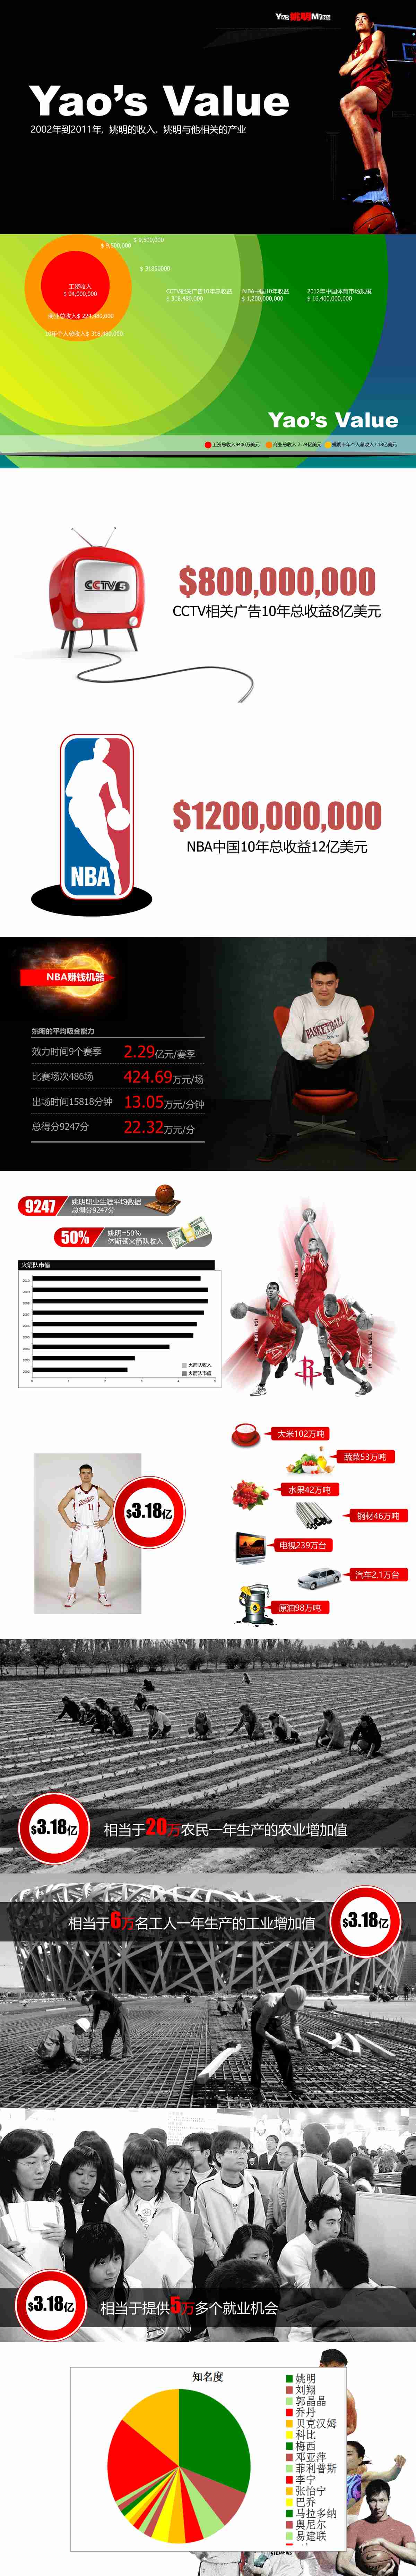 Yao姚明Ming
Yao's Value
2002年到2011年, 姚明的收入, 姚明与他相关的产业
$ 9,500,000
$ 9,500,000
$ 31850000
工资收入
$ 94,000,000
商业总收入$ 224,480,000
10年个人总收入$ 318,480,000
CCTV相关广告10年总收益
$ 318,480,000
NBA中国10年收益
$ 1,200,000,000
2012年中国体育市场规模
$ 16,400,000,000
Yao's Value
工资总收入9400万美元
商业总收入 2 .24亿美元
姚明十年个人总收入3.18亿美元
CCTV5
$800,000,000
CCTV相关广告10年总收益8亿美元
NBA
$1200,000,000
NBA中国10年总收益12亿美元
NBA赚钱机器
BASKETBALL
姚明的平均吸金能力
效力时间9个赛季 2.29亿元/赛季
比赛场次486场 424.69万元/场
出场时间15818分钟 13.05万元/分钟
总得分9247分 22.32万元/分
9247
姚明职业生涯平均数据
总得分9247分
50%
姚明=50%
休斯顿火箭队收入
火箭队市值
火箭队收入
火箭队市值
0 1 2 3 4 5
R
11
$3.18亿
大米102万吨
蔬菜53万吨
水果42万吨
钢材46万吨
电视239万台
汽车2.1万台
原油98万吨
$3.18亿
相当于20万农民一年生产的农业增加值
相当于6万名工人一年生产的工业增加值
$3.18亿
$3.18亿
相当于提供5万多个就业机会
知名度
姚明
刘翔
郭晶晶
乔丹
贝克汉姆
科比
梅西
邓亚萍
菲利普斯
李宁
张怡宁
巴乔
马拉多纳
奥尼尔
易建联
SIEMENS